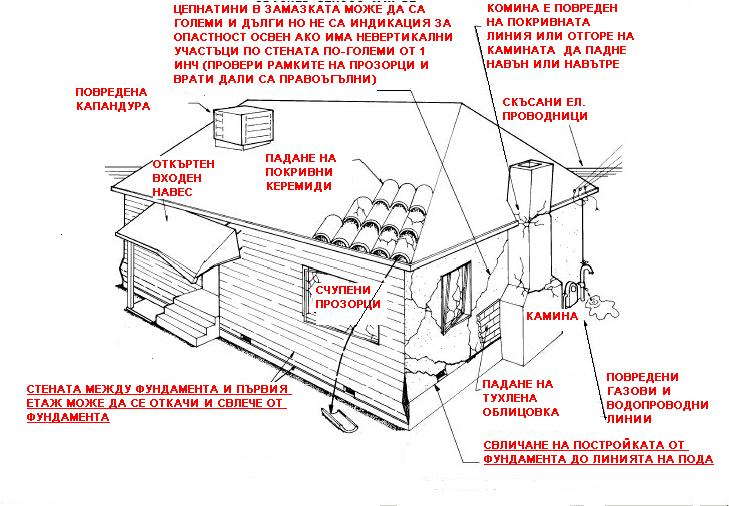 ЦЕПНАТИНИ В ЗАМАЗКАТА МОЖЕ ДА СА
ГОЛЕМИ И ДЪЛГИ НО НЕ СА ИНДИКАЦИЯ ЗА
ОПАСТНОСТ ОСВЕН АКО ИМА НЕВЕРТИКАЛНИ
УЧАСТЪЦИ ПО СТЕНАТА ПО-ГОЛЕМИ ОТ 1
ИНЧ (ПРОВЕРИ РАМКИТЕ НА ПРОЗОРЦИ И
ВРАТИ ДАЛИ СА ПРАВОЪГЪЛНИ)
КОМИНА Е ПОВРЕДЕН
НА ПОКРИВНАТА
ЛИНИЯ ИЛИ ОТГОРЕ НА
КАМИНАТА ДА ПАДНЕ
НАВЪН ИЛИ НАВЪТРЕ
ПОВРЕДЕНА
КАПАНДУРА
СКЪСАНИ ЕЛ.
ПРОВОДНИЦИ
ОТКЪРТЕН
ВХОДЕН
НАВЕС
ПАДАНЕ НА
ПОКРИВНИ
КЕРЕМИДИ
СЧУПЕНИ
ПРОЗОРЦИ
КАМИНА
СТЕНАТА МЕЖДУ ФУНДАМЕНТА И ПЪРВИЯ
ЕТАЖ МОЖЕ ДА СЕ ОТКАЧИ И СВЛЕЧЕ ОТ
ФУНДАМЕНТА
ПАДАНЕ НА
ТУХЛЕНА
ОБЛИЦОВКА
ПОВРЕДЕНИ
ГАЗОВИ И
ВОДОПРОВОДНИ
ЛИНИИ
СВЛИЧАНЕ НА ПОСТРОЙКАТА ОТ
ФУНДАМЕНТА ДО ЛИНИЯТА НА ПОДА